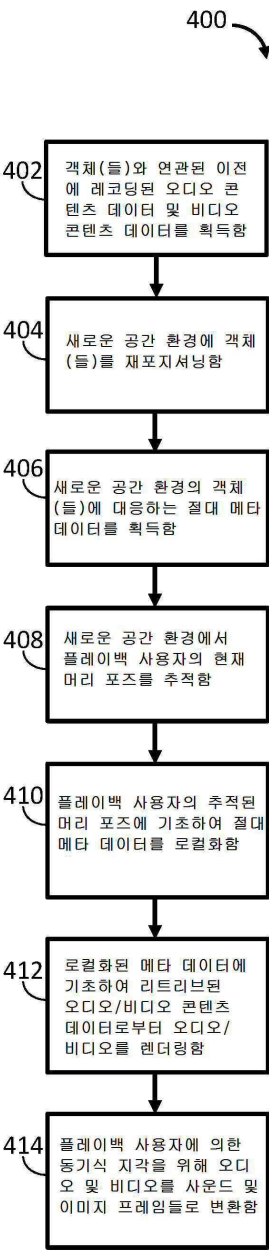 400
402
객체(들)와 연관된 이전
에 레코딩된 오디오 콘
텐츠 데이터 및 비디오
콘텐츠 데이터를 획득함
404
새로운 공간 환경에 객체
(들)를 재포지셔닝함
406
새로운 공간 환경의 객체
(들)에 대응하는 절대 메타
데이터를 획득함
408
새로운 공간 환경에서
플레이백 사용자의 현재
머리 포즈를 추적함
410
플레이백 사용자의 추적된
머리 포즈에 기초하여 절대
메타 데이터를 로컬화함
412
로컬화된 메타 데이터에
기초하여 리트리브된
오디오/비디오 콘텐츠
데이터로부터 오디오/
비디오를 렌더링함
414
플레이백 사용자에 의한
동기식 지각을 위해 오디
오 및 비디오를 사운드 및
이미지 프레임들로 변환함